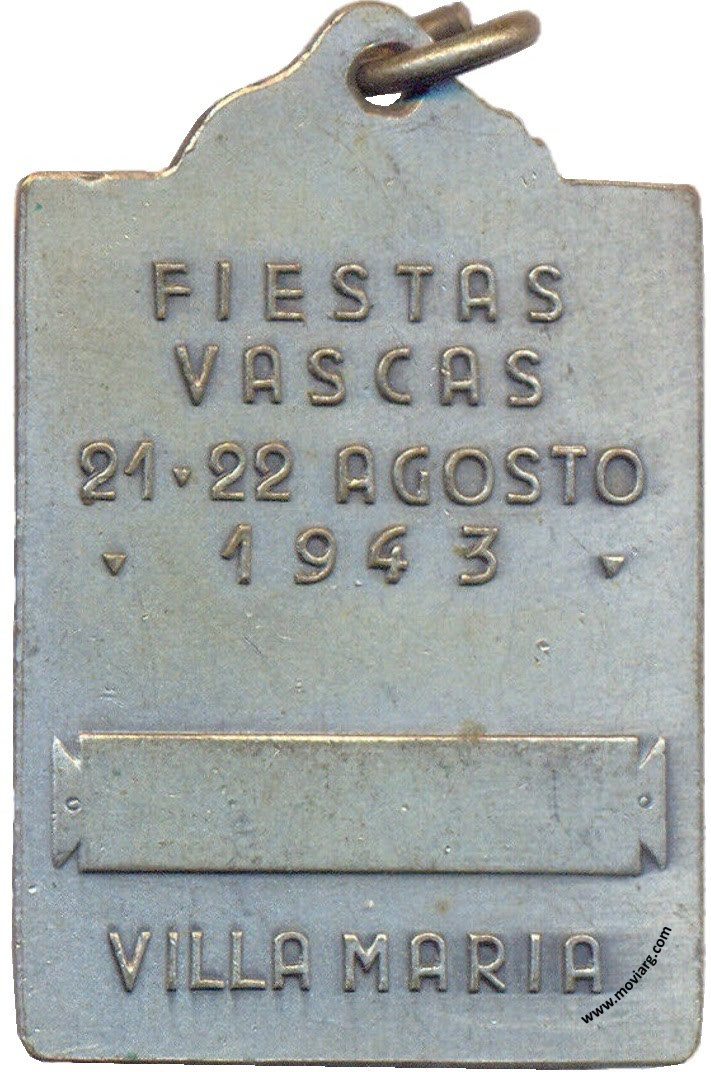 FIESTAS
VASCAS
21 ▾ 22 AGOSTO
▾ 1943 ▾
VILLA MARIA
www.moviarg.com